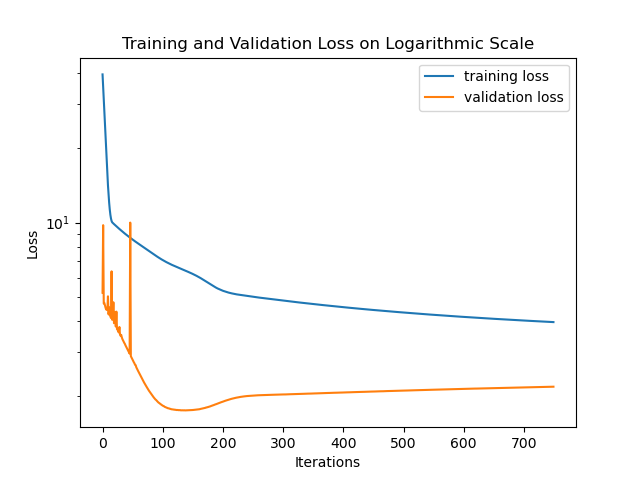 Training and Validation Loss on Logarithmic Scale
training loss
validation loss
10¹
Loss
0 100 200 300 400 500 600 700
Iterations